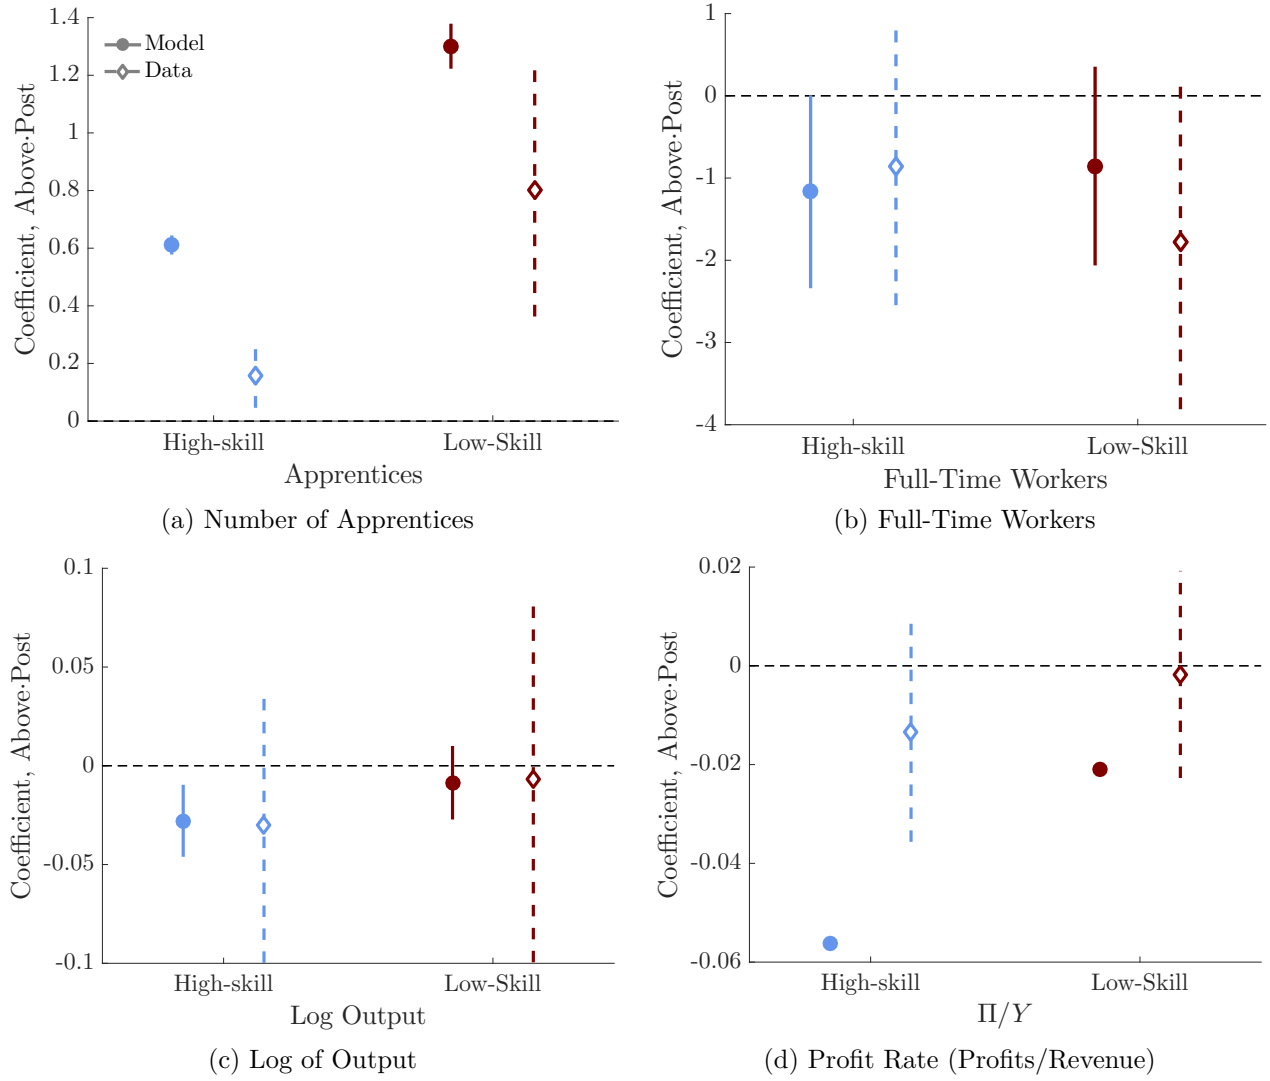 1.4
1.2
1
0.8
0.6
0.4
0.2
0
Coefficient, Above·Post
Model
Data
High-skill
Low-Skill
Apprentices
(a) Number of Apprentices
1
0
-1
-2
-3
-4
Coefficient, Above·Post
High-skill
Low-Skill
Full-Time Workers
(b) Full-Time Workers
0.1
0.05
0
-0.05
-0.1
Coefficient, Above·Post
High-skill
Low-Skill
Log Output
(c) Log of Output
0.02
0
-0.02
-0.04
-0.06
Coefficient, Above·Post
High-skill
Low-Skill
Π/Y
(d) Profit Rate (Profits/Revenue)